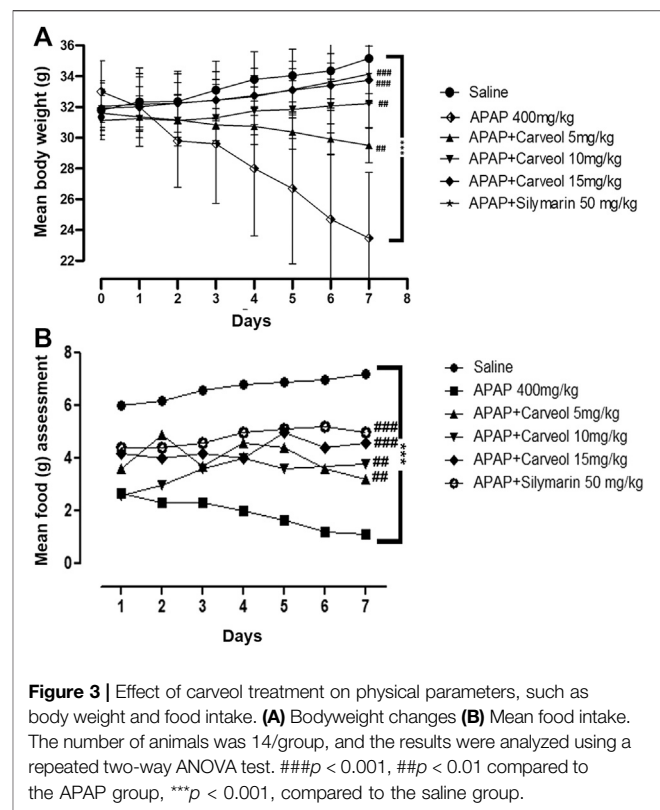 A
36
34
32
30
28
26
24
22
Mean body weight (g)
###
###
##
##
***
0 1 2 3 4 5 6 7 8
Days
Saline
APAP 400mg/kg
APAP+Carveol 5mg/kg
APAP+Carveol 10mg/kg
APAP+Carveol 15mg/kg
APAP+Silymarin 50 mg/kg
B
8
6
4
2
0
Mean food (g) assessment
###
###
##
##
***
1 2 3 4 5 6 7
Days
Saline
APAP 400mg/kg
APAP+Carveol 5mg/kg
APAP+Carveol 10mg/kg
APAP+Carveol 15mg/kg
APAP+Silymarin 50 mg/kg
Figure 3 | Effect of carveol treatment on physical parameters, such as
body weight and food intake. (A) Bodyweight changes (B) Mean food intake.
The number of animals was 14/group, and the results were analyzed using a
repeated two-way ANOVA test. ###p < 0.001, ##p < 0.01 compared to
the APAP group, ***p < 0.001, compared to the saline group.